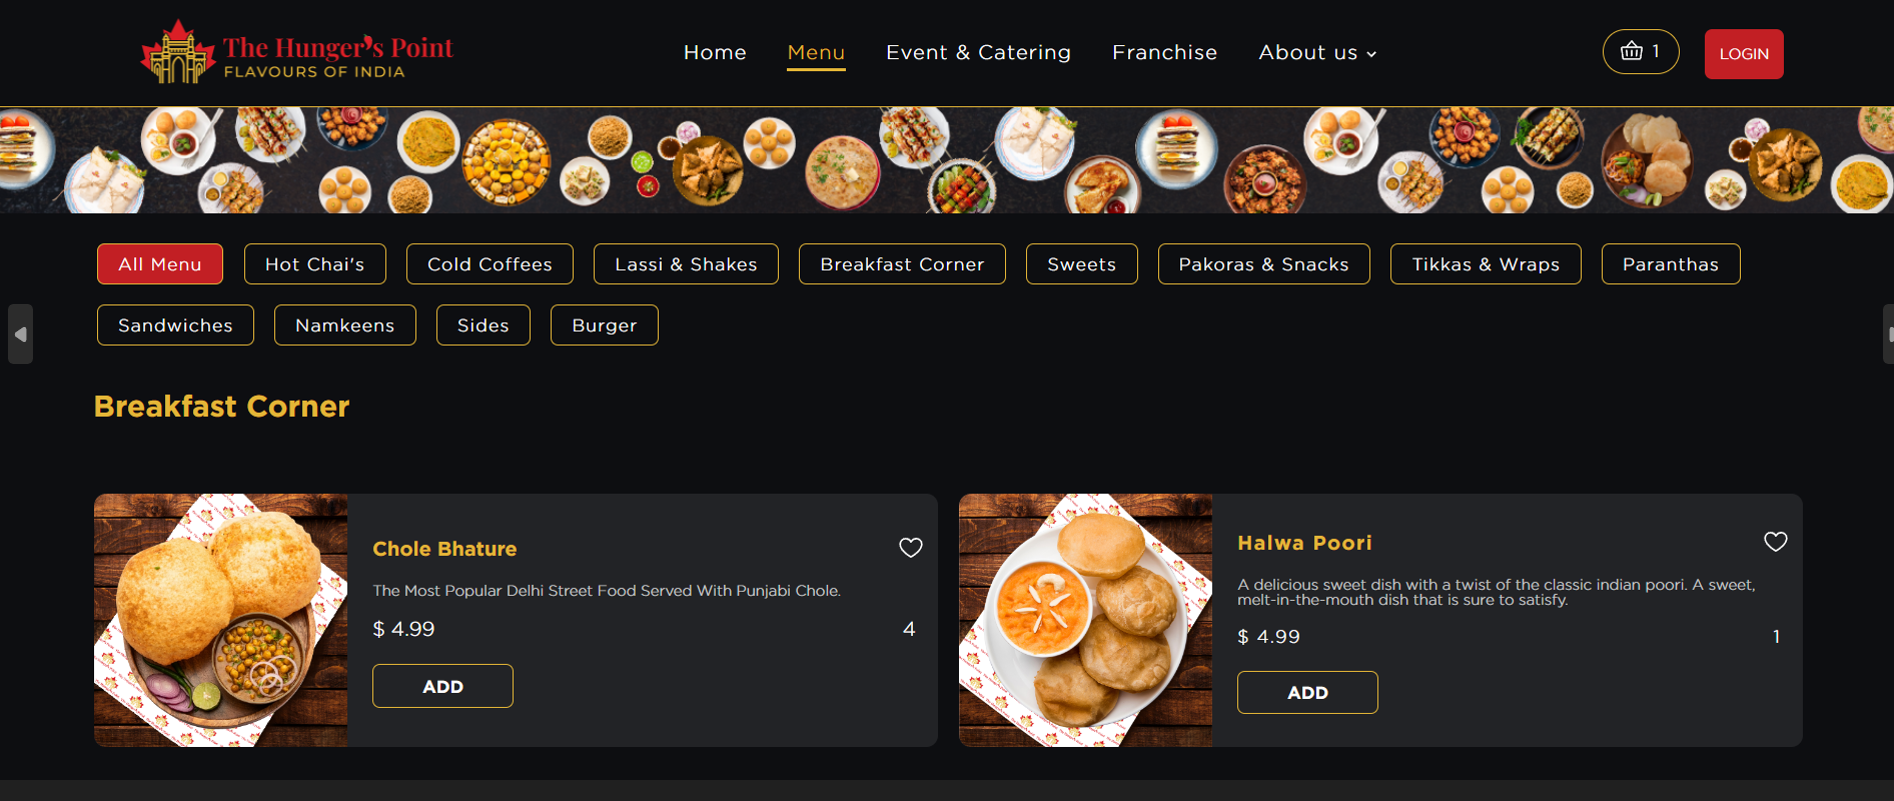 The Hunger's Point
FLAVOURS OF INDIA
Home
Menu
Event & Catering
Franchise
About us
1
LOGIN
All Menu
Hot Chai's
Cold Coffees
Lassi & Shakes
Breakfast Corner
Sweets
Pakoras & Snacks
Tikkas & Wraps
Paranthas
Sandwiches
Namkeens
Sides
Burger
Breakfast Corner
Chole Bhature
The Most Popular Delhi Street Food Served With Punjabi Chole.
$ 4.99
4
ADD
Halwa Poori
A delicious sweet dish with a twist of the classic indian poori. A sweet,
melt-in-the-mouth dish that is sure to satisfy.
$ 4.99
1
ADD